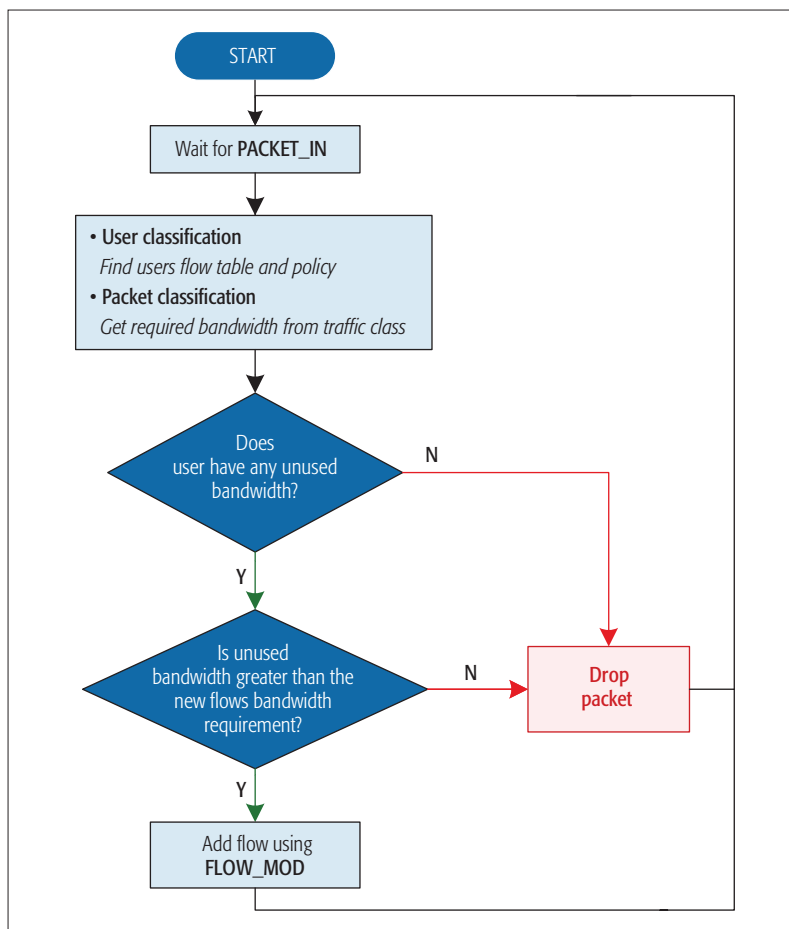 START
Wait for PACKET_IN
• User classification
Find users flow table and policy
• Packet classification
Get required bandwidth from traffic class
Does
user have any unused
bandwidth?
N
Y
Is unused
bandwidth greater than the
new flows bandwidth
requirement?
N
Drop
packet
Y
Add flow using
FLOW_MOD